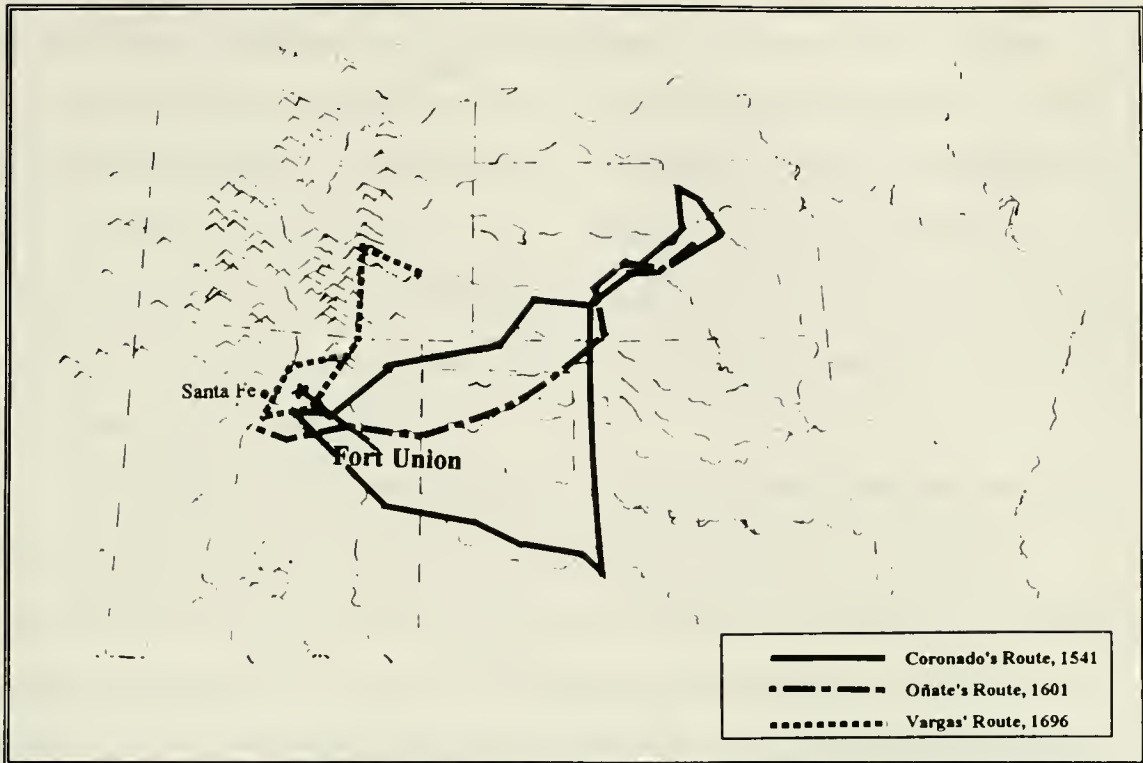 Santa Fe
Fort Union
Coronado's Route, 1541
Oñate's Route, 1601
Vargas' Route, 1696